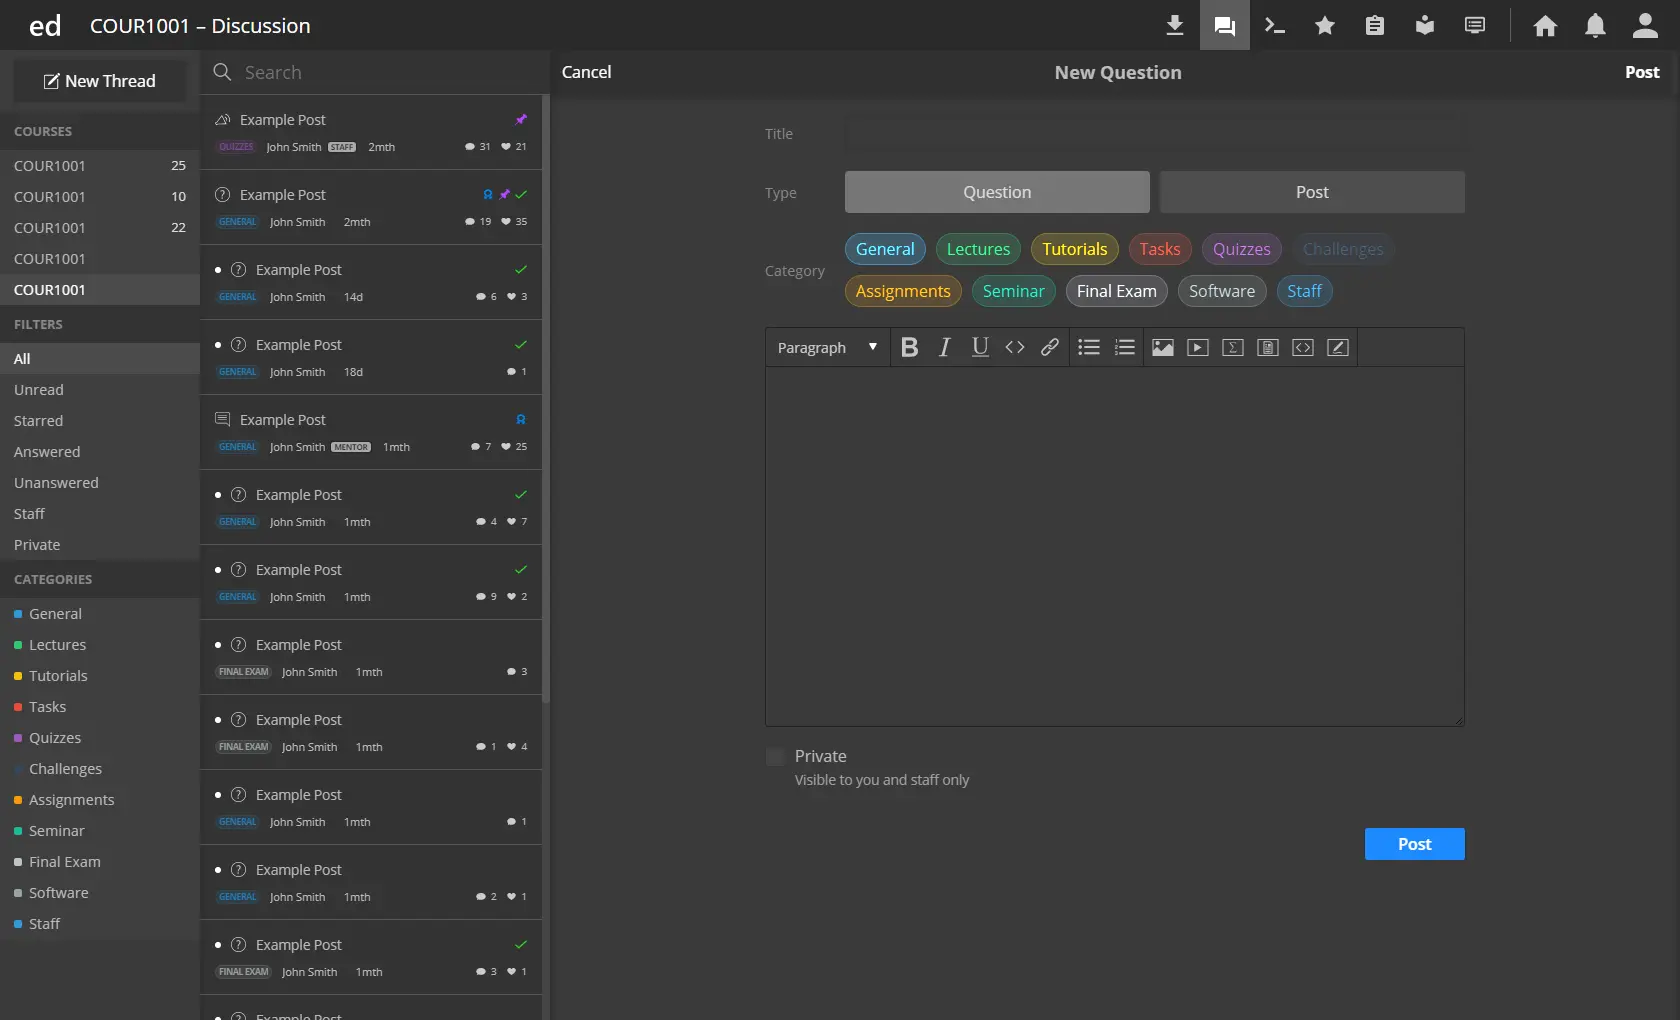 ed COUR1001 – Discussion
New Thread
COURSES
COUR1001 25
COUR1001 10
COUR1001 22
COUR1001
COUR1001
FILTERS
All
Unread
Starred
Answered
Unanswered
Staff
Private
CATEGORIES
General
Lectures
Tutorials
Tasks
Quizzes
Challenges
Assignments
Seminar
Final Exam
Software
Staff
Search
Example Post
QUIZZES John Smith STAFF 2mth 31 21
Example Post
GENERAL John Smith 2mth 19 35
Example Post
GENERAL John Smith 14d 6 3
Example Post
GENERAL John Smith 18d 1
Example Post
GENERAL John Smith MENTOR 1mth 7 25
Example Post
GENERAL John Smith 1mth 4 7
Example Post
GENERAL John Smith 1mth 9 2
Example Post
FINAL EXAM John Smith 1mth 3
Example Post
FINAL EXAM John Smith 1mth 1 4
Example Post
GENERAL John Smith 1mth 1
Example Post
GENERAL John Smith 1mth 2 1
Example Post
FINAL EXAM John Smith 1mth 3 1
Example Post
Cancel New Question Post
Title
Type Question Post
Category
General Lectures Tutorials Tasks Quizzes Challenges
Assignments Seminar Final Exam Software Staff
Paragraph B I U
Private
Visible to you and staff only
Post